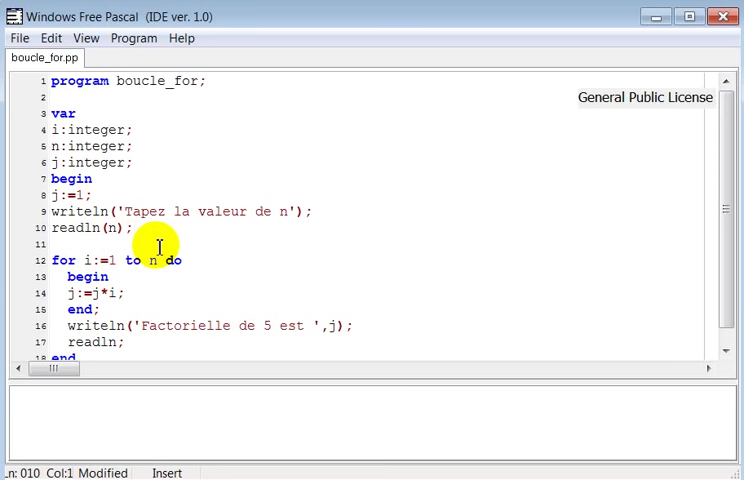 Windows Free Pascal (IDE ver. 1.0)
File Edit View Program Help
boucle_for.pp
1 program boucle_for;
General Public License
2
3 var
4 i:integer;
5 n:integer;
6 j:integer;
7 begin
8 j:=1;
9 writeln('Tapez la valeur de n');
10 readln(n);
11
12 for i:=1 to n do
13 begin
14 j:=j*i;
15 end;
16 writeln('Factorielle de 5 est ',j);
17 readln;
18 end
Ln: 010 Col:1 Modified Insert